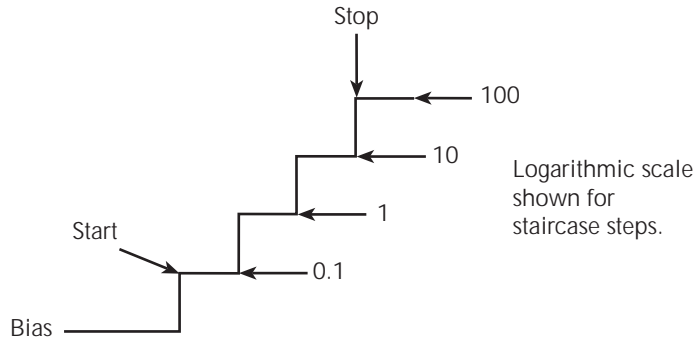 Stop
100
10
Logarithmic scale
shown for
staircase steps.
1
Start
0.1
Bias